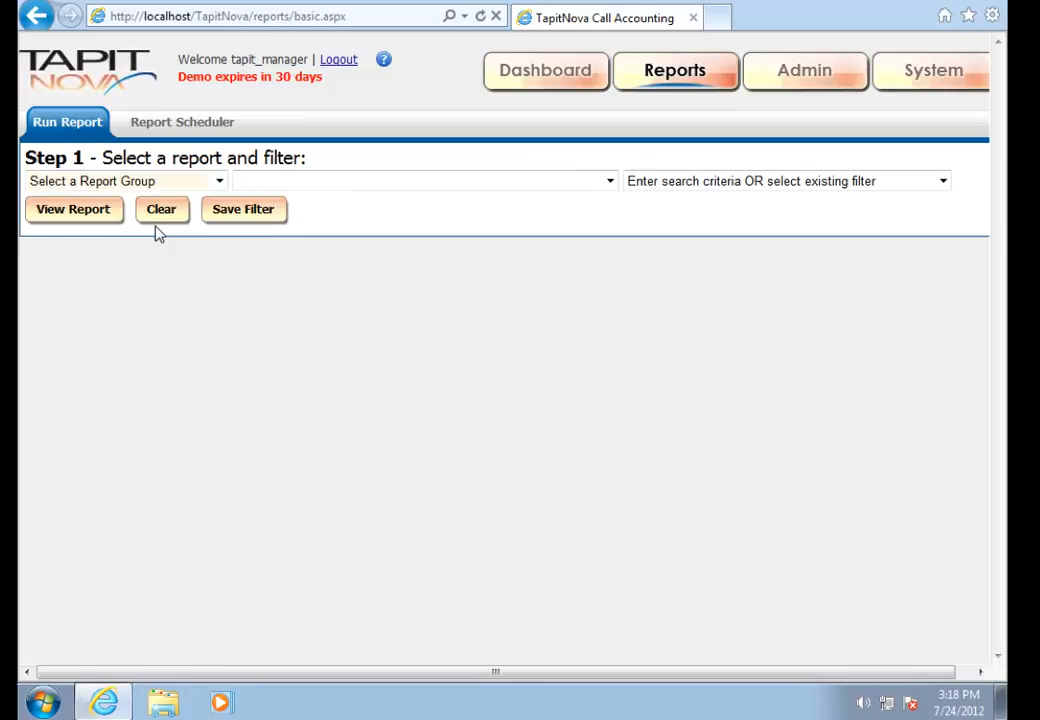 http://localhost/TapitNova/reports/basic.aspx
TapitNova Call Accounting
TAPIT
NOVA
Welcome tapit_manager | Logout
?
Demo expires in 30 days
Dashboard
Reports
Admin
System
Run Report
Report Scheduler
Step 1 - Select a report and filter:
Select a Report Group
Enter search criteria OR select existing filter
View Report
Clear
Save Filter
3:18 PM
7/24/2012